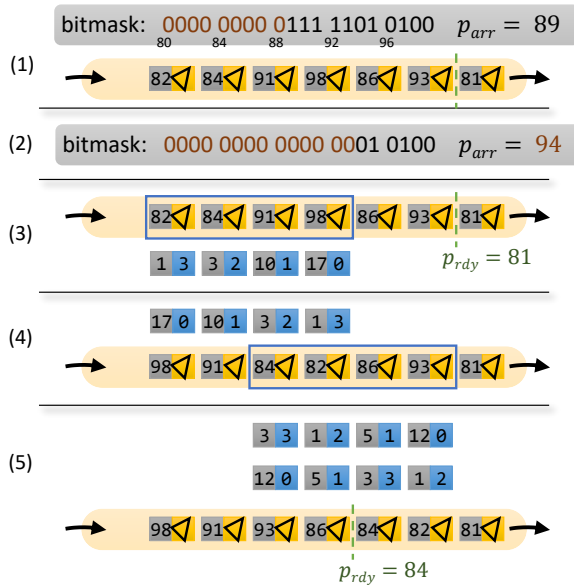 bitmask: 0000 0000 0111 1101 0100 p_arr = 89
80 84 88 92 96
(1)
82 84 91 98 86 93 81
(2)
bitmask: 0000 0000 0000 0001 0100 p_arr = 94
82 84 91 98 86 93 81
(3)
p_rdy = 81
1 3 3 2 10 1 17 0
17 0 10 1 3 2 1 3
(4)
98 91 84 82 86 93 81
3 3 1 2 5 1 12 0
(5)
12 0 5 1 3 3 1 2
98 91 93 86 84 82 81
p_rdy = 84